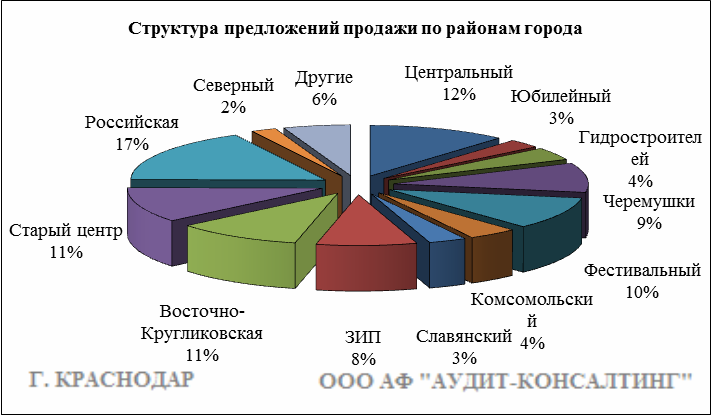 Структура предложений продажи по районам города
Центральный
12%
Юбилейный
3%
Гидростроител
ей
4%
Черемушки
9%
Фестивальный
10%
Комсомольски
й
4%
Славянский
3%
ЗИП
8%
Восточно-
Кругликовская
11%
Старый центр
11%
Российская
17%
Северный
2%
Другие
6%
Г. КРАСНОДАР
ООО АФ "АУДИТ-КОНСАЛТИНГ"